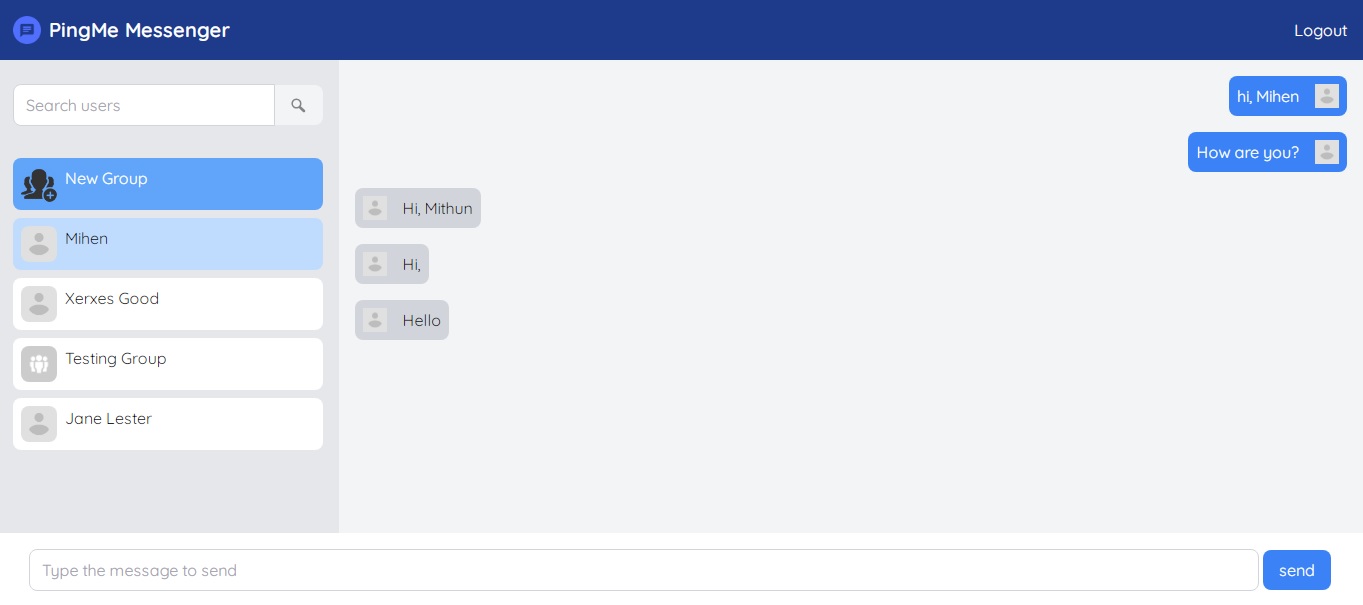 PingMe Messenger
Logout
Search users
New Group
Mihen
Xerxes Good
Testing Group
Jane Lester
hi, Mihen
How are you?
Hi, Mithun
Hi,
Hello
Type the message to send
send